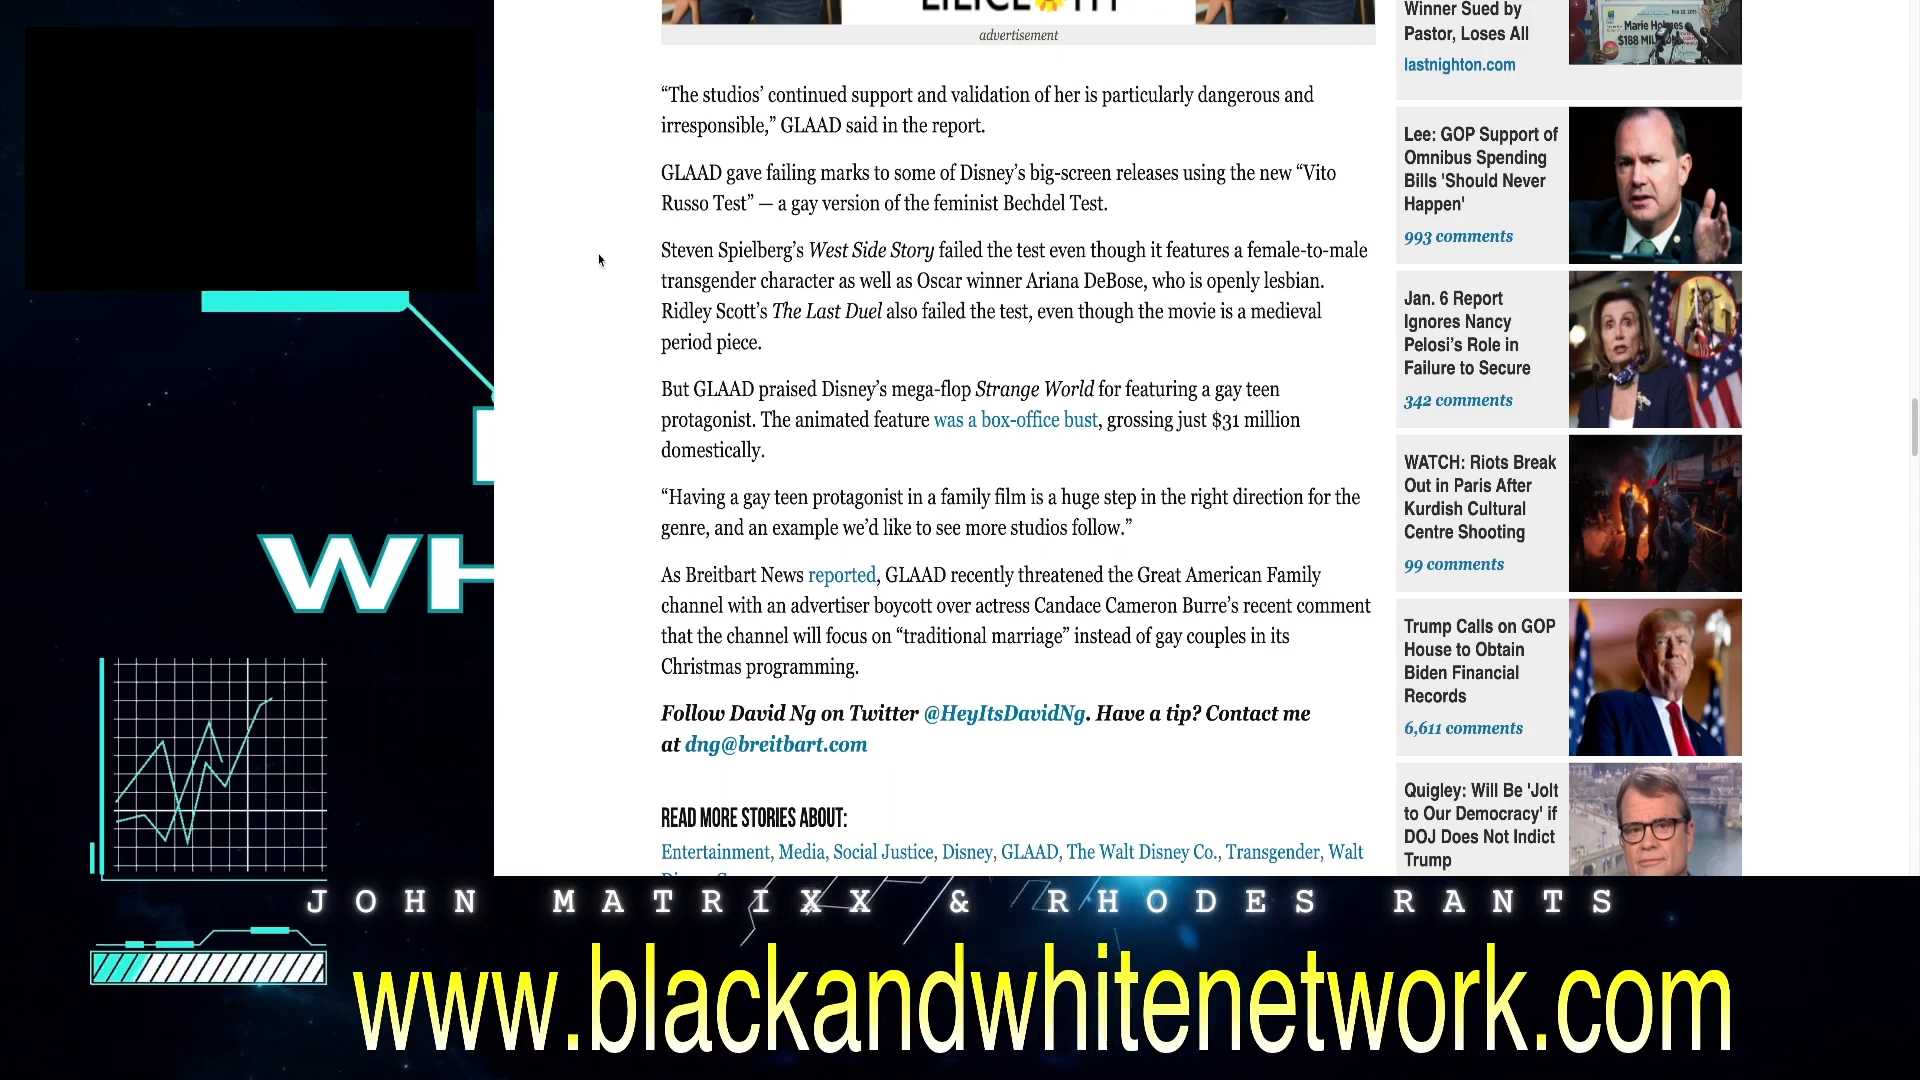 advertisement
“The studios’ continued support and validation of her is particularly dangerous and
irresponsible,” GLAAD said in the report.
GLAAD gave failing marks to some of Disney’s big-screen releases using the new “Vito
Russo Test” — a gay version of the feminist Bechdel Test.
Steven Spielberg’s West Side Story failed the test even though it features a female-to-male
transgender character as well as Oscar winner Ariana DeBose, who is openly lesbian.
Ridley Scott’s The Last Duel also failed the test, even though the movie is a medieval
period piece.
But GLAAD praised Disney’s mega-flop Strange World for featuring a gay teen
protagonist. The animated feature was a box-office bust, grossing just $31 million
domestically.
“Having a gay teen protagonist in a family film is a huge step in the right direction for the
genre, and an example we’d like to see more studios follow.”
As Breitbart News reported, GLAAD recently threatened the Great American Family
channel with an advertiser boycott over actress Candace Cameron Burre’s recent comment
that the channel will focus on “traditional marriage” instead of gay couples in its
Christmas programming.
Follow David Ng on Twitter @HeyItsDavidNg. Have a tip? Contact me
at dng@breitbart.com
READ MORE STORIES ABOUT:
Entertainment, Media, Social Justice, Disney, GLAAD, The Walt Disney Co., Transgender, Walt
Winner Sued by
Pastor, Loses All
lastnighton.com
Marie Holmes
$188 MIL
Lee: GOP Support of
Omnibus Spending
Bills 'Should Never
Happen'
993 comments
Jan. 6 Report
Ignores Nancy
Pelosi’s Role in
Failure to Secure
342 comments
WATCH: Riots Break
Out in Paris After
Kurdish Cultural
Centre Shooting
99 comments
Trump Calls on GOP
House to Obtain
Biden Financial
Records
6,611 comments
Quigley: Will Be 'Jolt
to Our Democracy' if
DOJ Does Not Indict
Trump
WH
JOHN MATRIXX & RHODES RANTS
www.blackandwhitenetwork.com